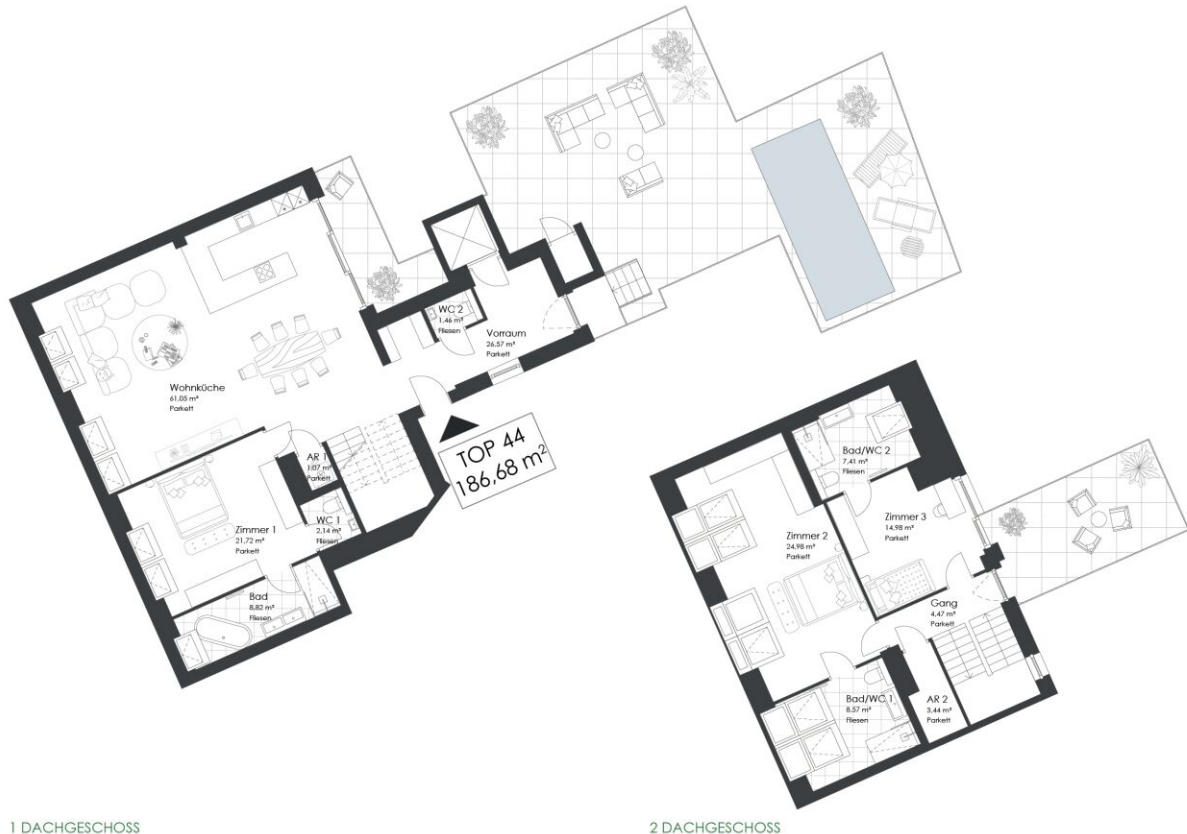 WC 2
1,46 m²
Fliesen
Vorraum
26,57 m²
Parkett
Wohnküche
61,05 m²
Parkett
TOP 44
186,68 m²
AR 1
1,07 m²
Parkett
WC 1
2,14 m²
Fliesen
Zimmer 1
21,72 m²
Parkett
Bad
8,82 m²
Fliesen
1 DACHGESCHOSS
Bad/WC 2
7,41 m²
Fliesen
Zimmer 3
14,98 m²
Parkett
Zimmer 2
24,98 m²
Parkett
Gang
4,47 m²
Parkett
Bad/WC 1
8,57 m²
Fliesen
AR 2
3,44 m²
Parkett
2 DACHGESCHOSS